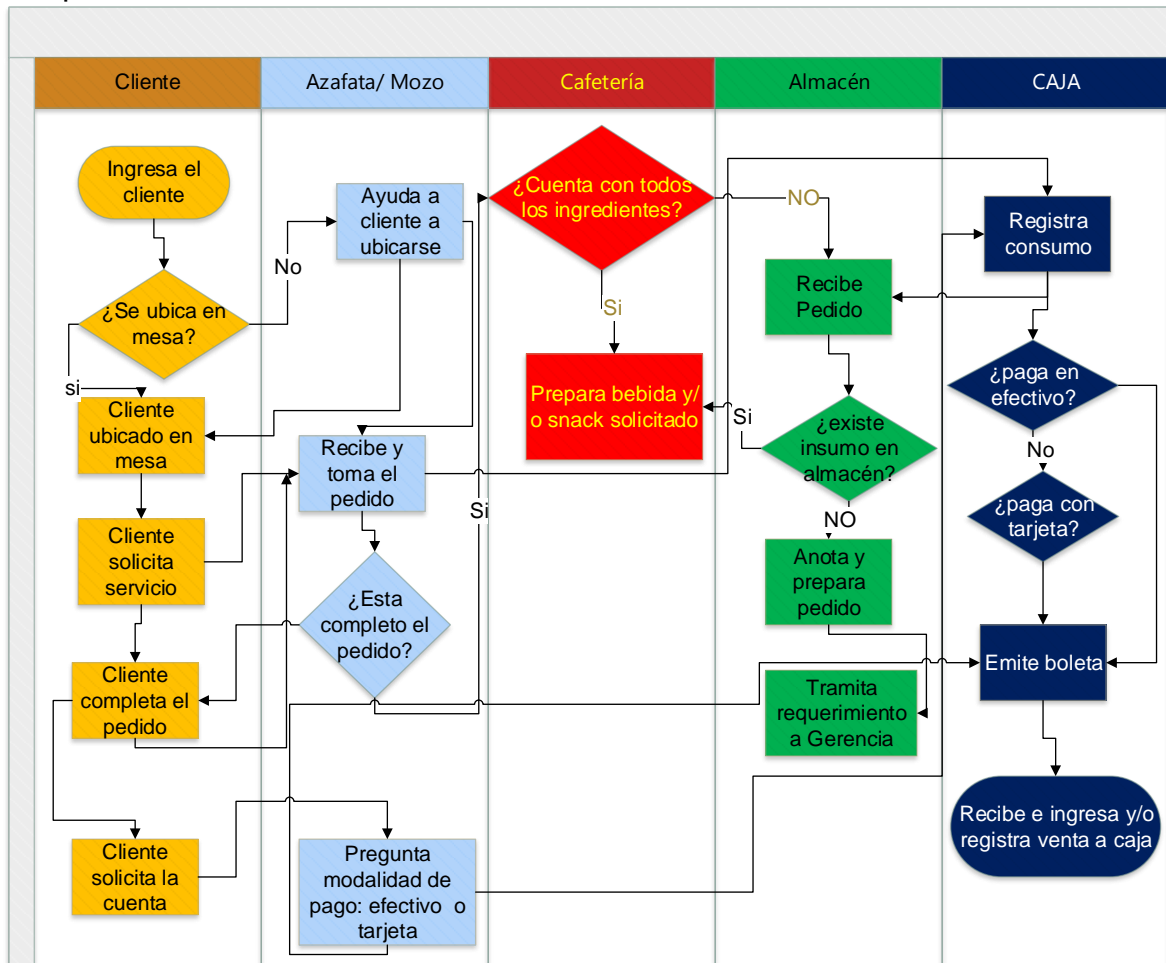 Cliente
Azafata/ Mozo
Cafetería
Almacén
CAJA
Ingresa el
cliente
¿Se ubica en
mesa?
No
si
Cliente
ubicado en
mesa
Cliente
solicita
servicio
Cliente
completa el
pedido
Cliente
solicita la
cuenta
Ayuda a
cliente a
ubicarse
Recibe y
toma el
pedido
Si
¿Esta
completo el
pedido?
Pregunta
modalidad de
pago: efectivo o
tarjeta
¿Cuenta con todos
los ingredientes?
NO
Si
Prepara bebida y/
o snack solicitado
Recibe
Pedido
Si
¿existe
insumo en
almacén?
NO
Anota y
prepara
pedido
Tramita
requerimiento
a Gerencia
Registra
consumo
¿paga en
efectivo?
No
¿paga con
tarjeta?
Emite boleta
Recibe e ingresa y/o
registra venta a caja